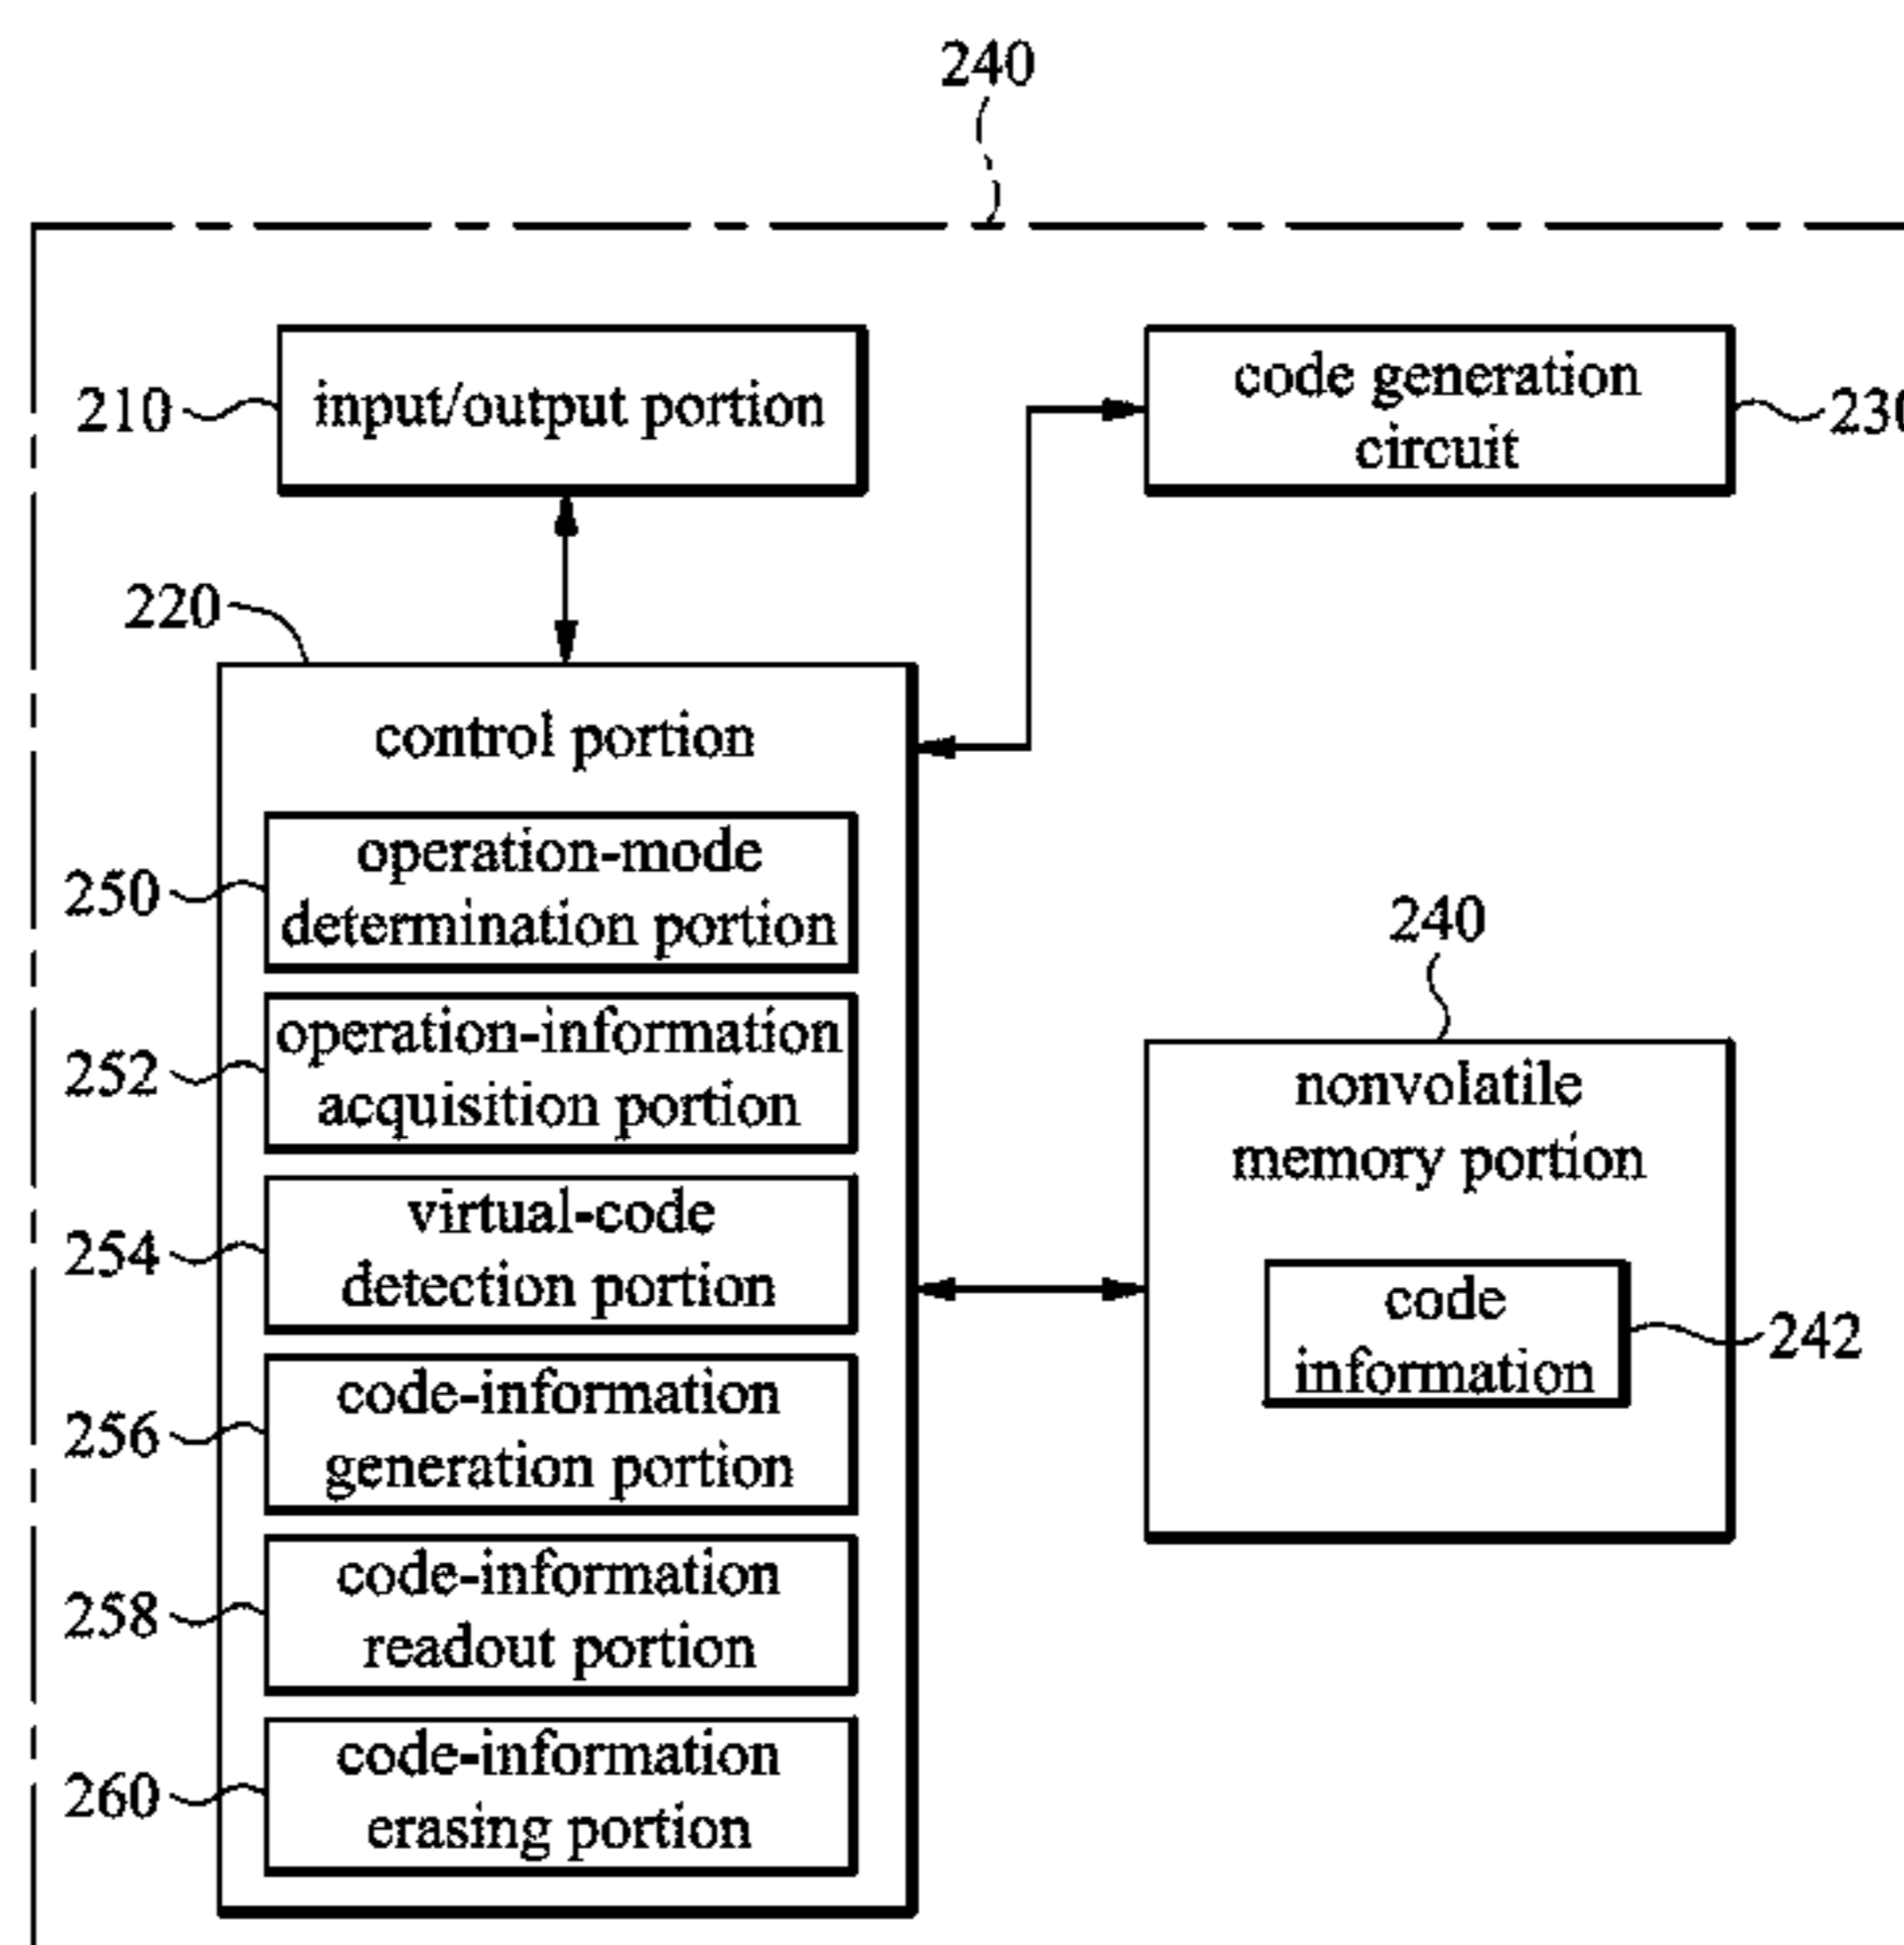 240
210
input/output portion
code generation
circuit
230
220
control portion
250
operation-mode
determination portion
252
operation-information
acquisition portion
254
virtual-code
detection portion
256
code-information
generation portion
258
code-information
readout portion
260
code-information
erasing portion
240
nonvolatile
memory portion
code
information
242